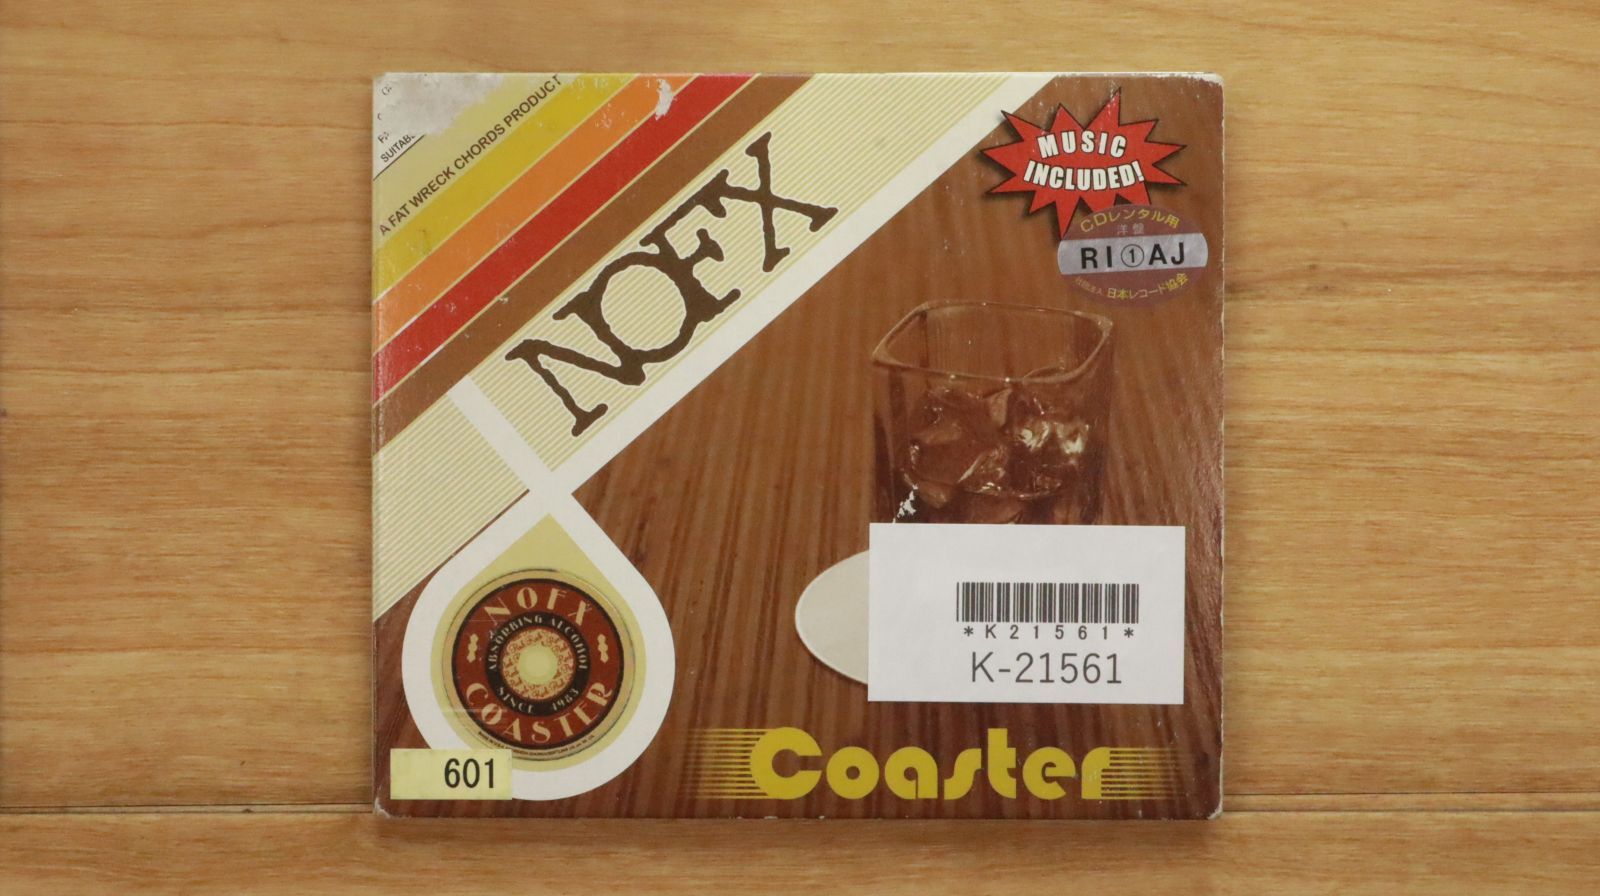 SUITAB
A FAT WRECK CHORDS PRODUCT
NOFX
MUSIC
INCLUDED!
CDレンタル用
洋盤
RI①AJ
日本レコード協会
NOFX
ABSORBING ALCOHOL
SINCE 1983
COASTER
*K21561*
K-21561
601
Coaster